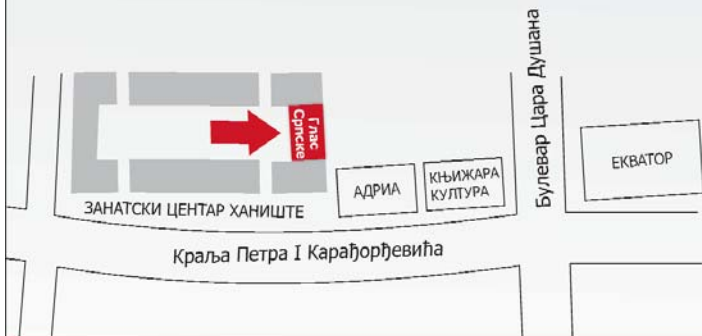 Булевар Цара Душана
Глас
Српске
ЕКВАТОР
АДРИА
КЊИЖАРА
КУЛТУРА
ЗАНАТСКИ ЦЕНТАР ХАНИШТЕ
Краља Петра I Карађорђевића